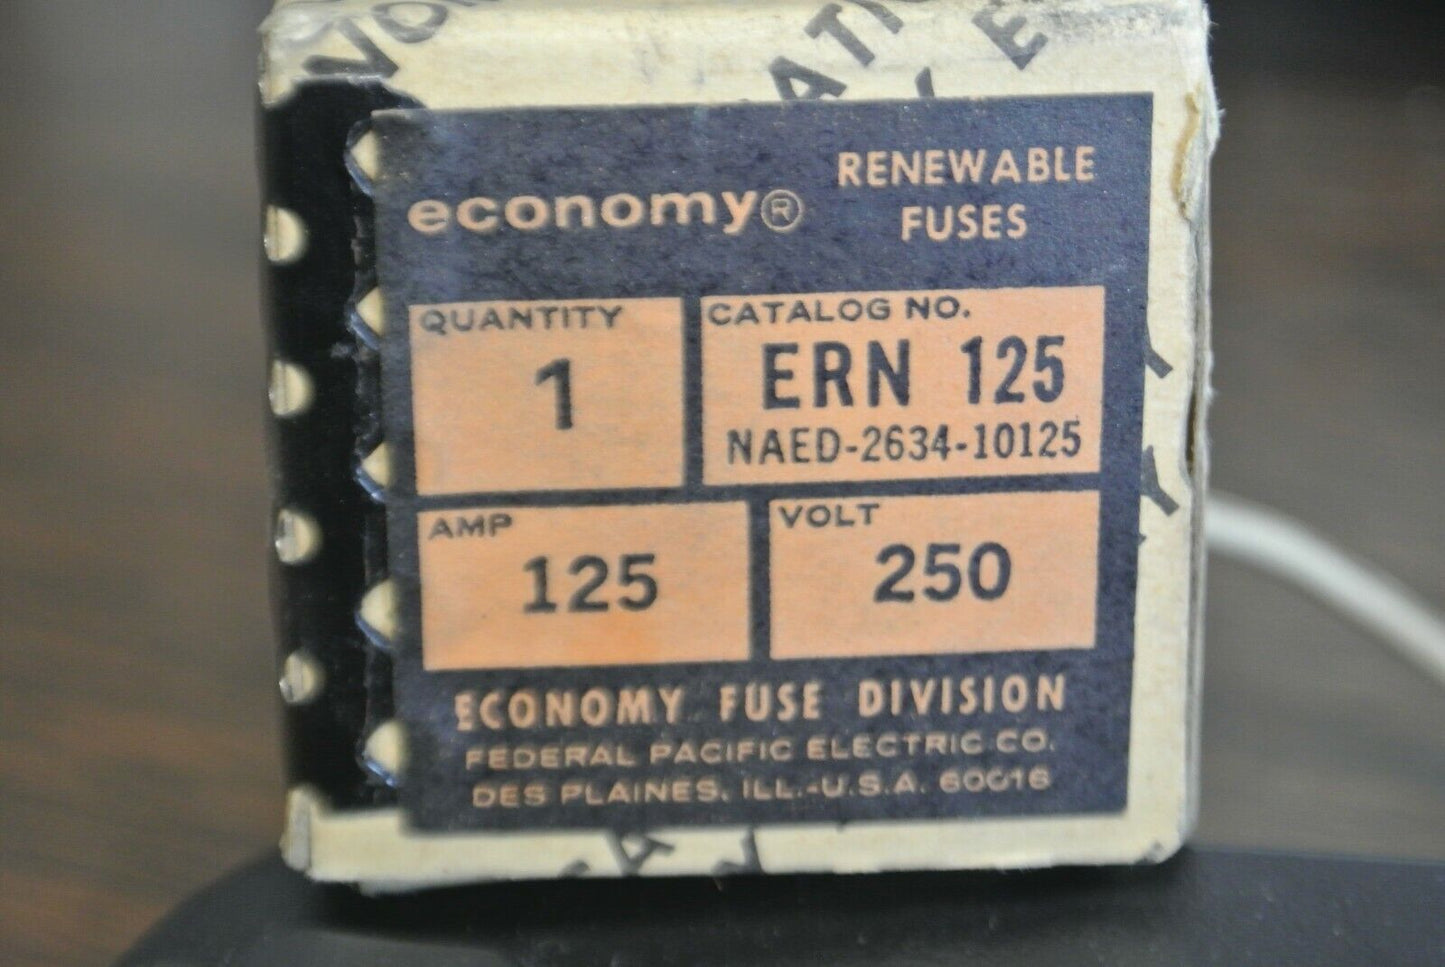 economy®
RENEWABLE
FUSES
QUANTITY
1
CATALOG NO.
ERN 125
NAED-2634-10125
AMP
125
VOLT
250
ECONOMY FUSE DIVISION
FEDERAL PACIFIC ELECTRIC CO.
DES PLAINES, ILL.-U.S.A. 60016